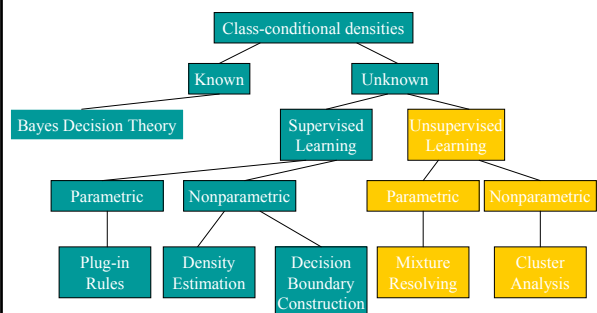 Class-conditional densities
Known
Unknown
Bayes Decision Theory
Supervised
Learning
Unsupervised
Learning
Parametric
Nonparametric
Parametric
Nonparametric
Plug-in
Rules
Density
Estimation
Decision
Boundary
Construction
Mixture
Resolving
Cluster
Analysis